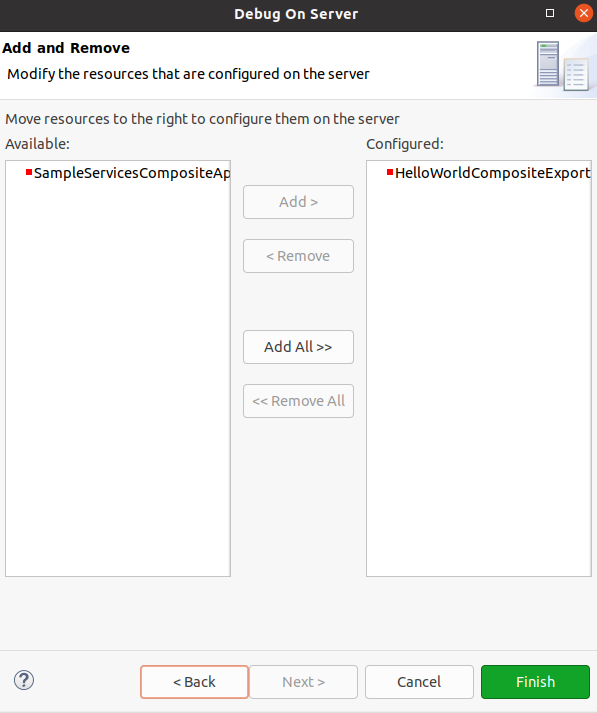 Debug On Server
Add and Remove
Modify the resources that are configured on the server
Move resources to the right to configure them on the server
Available:
Configured:
SampleServicesCompositeAp
HelloWorldCompositeExport
Add >
< Remove
Add All >>
<< Remove All
?
< Back
Next >
Cancel
Finish